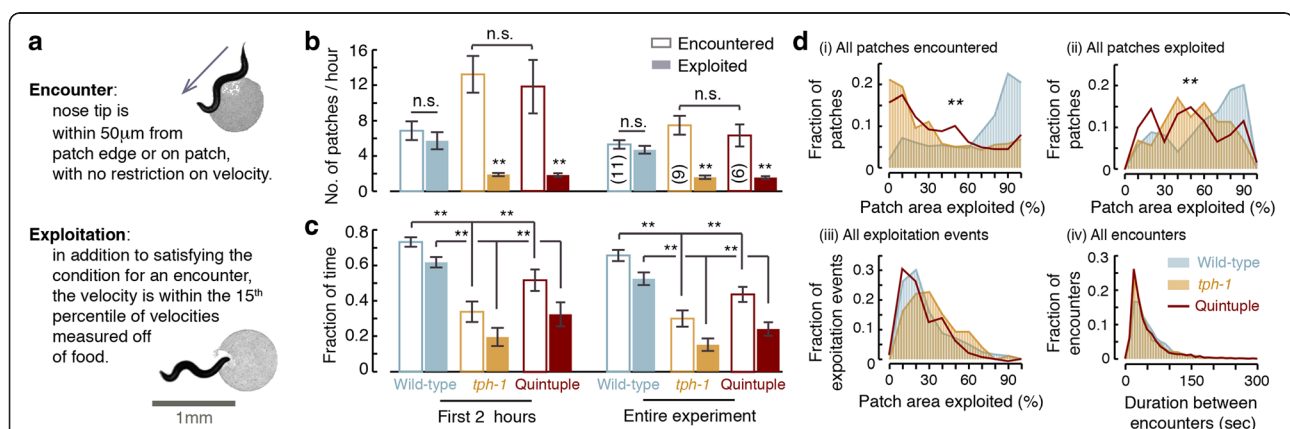 a
Encounter:
nose tip is
within 50µm from
patch edge or on patch,
with no restriction on velocity.
Exploitation:
in addition to satisfying the
condition for an encounter,
the velocity is within the 15th
percentile of velocities
measured off
of food.
1mm
b
No. of patches / hour
16
12
8
4
0
n.s.
n.s.
**
**
Encountered
Exploited
n.s.
n.s.
(11)
(9)
(6)
**
**
c
Fraction of time
0.8
0.6
0.4
0.2
0
**
**
**
**
**
**
**
**
Wild-type
tph-1
Quintuple
Wild-type
tph-1
Quintuple
First 2 hours
Entire experiment
d
(i) All patches encountered
Fraction of
patches
0.2
0.1
0
**
0
30
60
90
Patch area exploited (%)
(ii) All patches exploited
Fraction of
patches
0.2
0.1
0
**
0
30
60
90
Patch area exploited (%)
(iii) All exploitation events
Fraction of
expoitation events
0.3
0.2
0.1
0
0
30
60
90
Patch area exploited (%)
(iv) All encounters
Fraction of
encounters
0.3
0.2
0.1
0
Wild-type
tph-1
Quintuple
0
150
300
Duration between
encounters (sec)